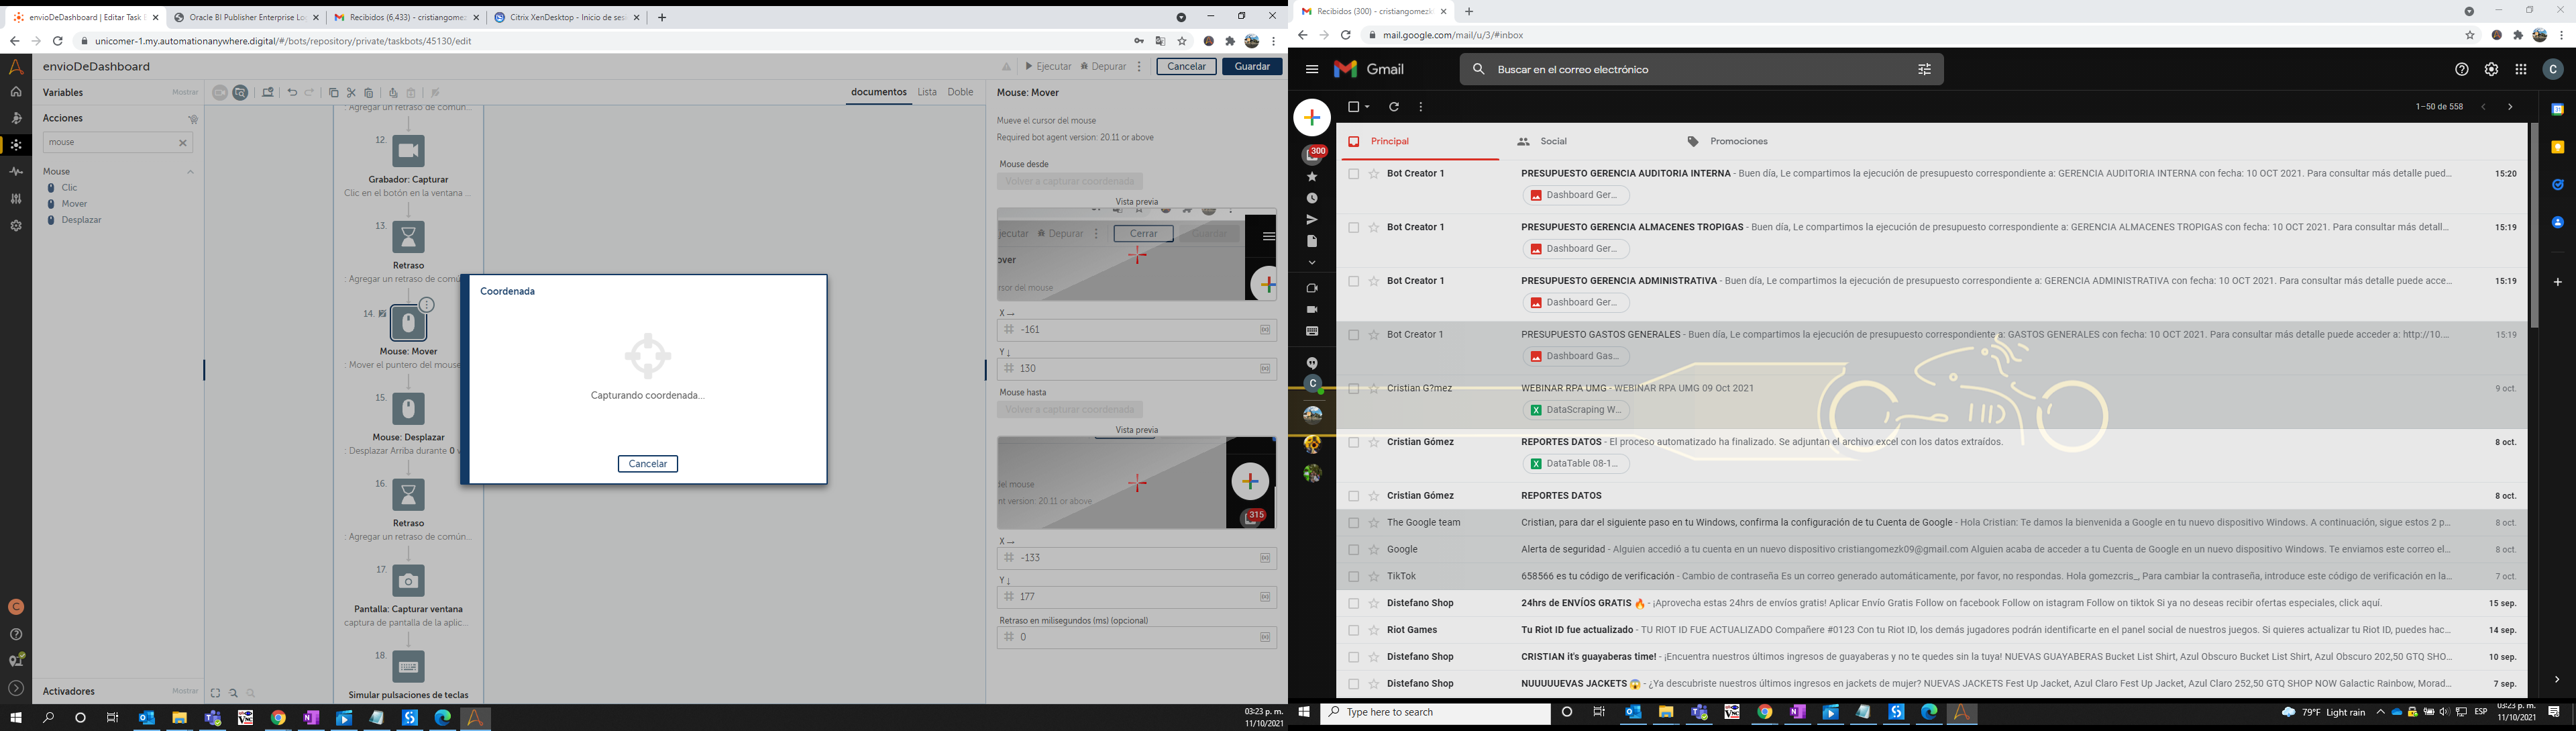 envioDeDashboard | Editar Task
Oracle BI Publisher Enterprise Lo
Recibidos (6,433) - cristiangomez
Citrix XenDesktop - Inicio de ses
unicomer-1.my.automationanywhere.digital/#/bots/repository/private/taskbots/45130/edit
envioDeDashboard
Ejecutar
Depurar
Cancelar
Guardar
Variables
Mostrar
Acciones
mouse
Mouse
Clic
Mover
Desplazar
Activadores
Mostrar
documentos
Lista
Doble
: Agregar un retraso de común...
12.
Grabador: Capturar
Clic en el botón en la ventana ...
13.
Retraso
: Agregar un retraso de común
14.
Mouse: Mover
: Mover el puntero del mouse
15.
Mouse: Desplazar
: Desplazar Arriba durante 0 v
16.
Retraso
: Agregar un retraso de común...
17.
Pantalla: Capturar ventana
captura de pantalla de la aplic...
18.
Simular pulsaciones de teclas
Coordenada
Capturando coordenada...
Cancelar
Mouse: Mover
Mueve el cursor del mouse
Required bot agent version: 20.11 or above
Mouse desde
Volver a capturar coordenada
Vista previa
jecutar
Depurar
Cerrar
Guardar
over
rsor del mouse
X →
-161
Y ↓
130
Mouse hasta
Volver a capturar coordenada
Vista previa
del mouse
nt version: 20.11 or above
315
X →
-133
Y ↓
177
Retraso en milisegundos (ms) (opcional)
0
03:23 p. m.
11/10/2021
Recibidos (300) - cristiangomezk
mail.google.com/mail/u/3/#inbox
Gmail
Buscar en el correo electrónico
C
1–50 de 558
300
Principal
Social
Promociones
Bot Creator 1 PRESUPUESTO GERENCIA AUDITORIA INTERNA - Buen día, Le compartimos la ejecución de presupuesto correspondiente a: GERENCIA AUDITORIA INTERNA con fecha: 10 OCT 2021. Para consultar más detalle pued... 15:20
Dashboard Ger...
Bot Creator 1 PRESUPUESTO GERENCIA ALMACENES TROPIGAS - Buen día, Le compartimos la ejecución de presupuesto correspondiente a: GERENCIA ALMACENES TROPIGAS con fecha: 10 OCT 2021. Para consultar más detall... 15:19
Dashboard Ger...
Bot Creator 1 PRESUPUESTO GERENCIA ADMINISTRATIVA - Buen día, Le compartimos la ejecución de presupuesto correspondiente a: GERENCIA ADMINISTRATIVA con fecha: 10 OCT 2021. Para consultar más detalle puede acce... 15:19
Dashboard Ger...
Bot Creator 1 PRESUPUESTO GASTOS GENERALES - Buen día, Le compartimos la ejecución de presupuesto correspondiente a: GASTOS GENERALES con fecha: 10 OCT 2021. Para consultar más detalle puede acceder a: http://10.... 15:19
Dashboard Gas...
Cristian G?mez WEBINAR RPA UMG - WEBINAR RPA UMG 09 Oct 2021 9 oct.
DataScraping W...
Cristian Gómez REPORTES DATOS - El proceso automatizado ha finalizado. Se adjuntan el archivo excel con los datos extraídos. 8 oct.
DataTable 08-1...
Cristian Gómez REPORTES DATOS 8 oct.
The Google team Cristian, para dar el siguiente paso en tu Windows, confirma la configuración de tu Cuenta de Google - Hola Cristian: Te damos la bienvenida a Google en tu nuevo dispositivo Windows. A continuación, sigue estos 2 p... 8 oct.
Google Alerta de seguridad - Alguien accedió a tu cuenta en un nuevo dispositivo cristiangomezk09@gmail.com Alguien acaba de acceder a tu Cuenta de Google en un nuevo dispositivo Windows. Te enviamos este correo el... 8 oct.
TikTok 658566 es tu código de verificación - Cambio de contraseña Es un correo generado automáticamente, por favor, no respondas. Hola gomezcris_, Para cambiar la contraseña, introduce este código de verificación en la... 7 oct.
Distefano Shop 24hrs de ENVÍOS GRATIS 🔥 - ¡Aprovecha estas 24hrs de envíos gratis! Aplicar Envío Gratis Follow on facebook Follow on istagram Follow on tiktok Si ya no deseas recibir ofertas especiales, click aquí. 15 sep.
Riot Games Tu Riot ID fue actualizado - TU RIOT ID FUE ACTUALIZADO Compañere #0123 Con tu Riot ID, los demás jugadores podrán identificarte en el panel social de nuestros juegos. Si quieres actualizar tu Riot ID, puedes hac... 14 sep.
Distefano Shop CRISTIAN it's guayaberas time! - ¡Encuentra nuestros últimos ingresos de guayaberas y no te quedes sin la tuya! NUEVAS GUAYABERAS Bucket List Shirt, Azul Obscuro Bucket List Shirt, Azul Obscuro 202,50 GTQ SHO... 10 sep.
Distefano Shop NUUUUUEVAS JACKETS 😱 - ¿Ya descubriste nuestros últimos ingresos en jackets de mujer? NUEVAS JACKETS Fest Up Jacket, Azul Claro Fest Up Jacket, Azul Claro 252,50 GTQ SHOP NOW Galactic Rainbow, Morad... 7 sep.
Type here to search
79°F Light rain
ESP
03:23 p. m.
11/10/2021